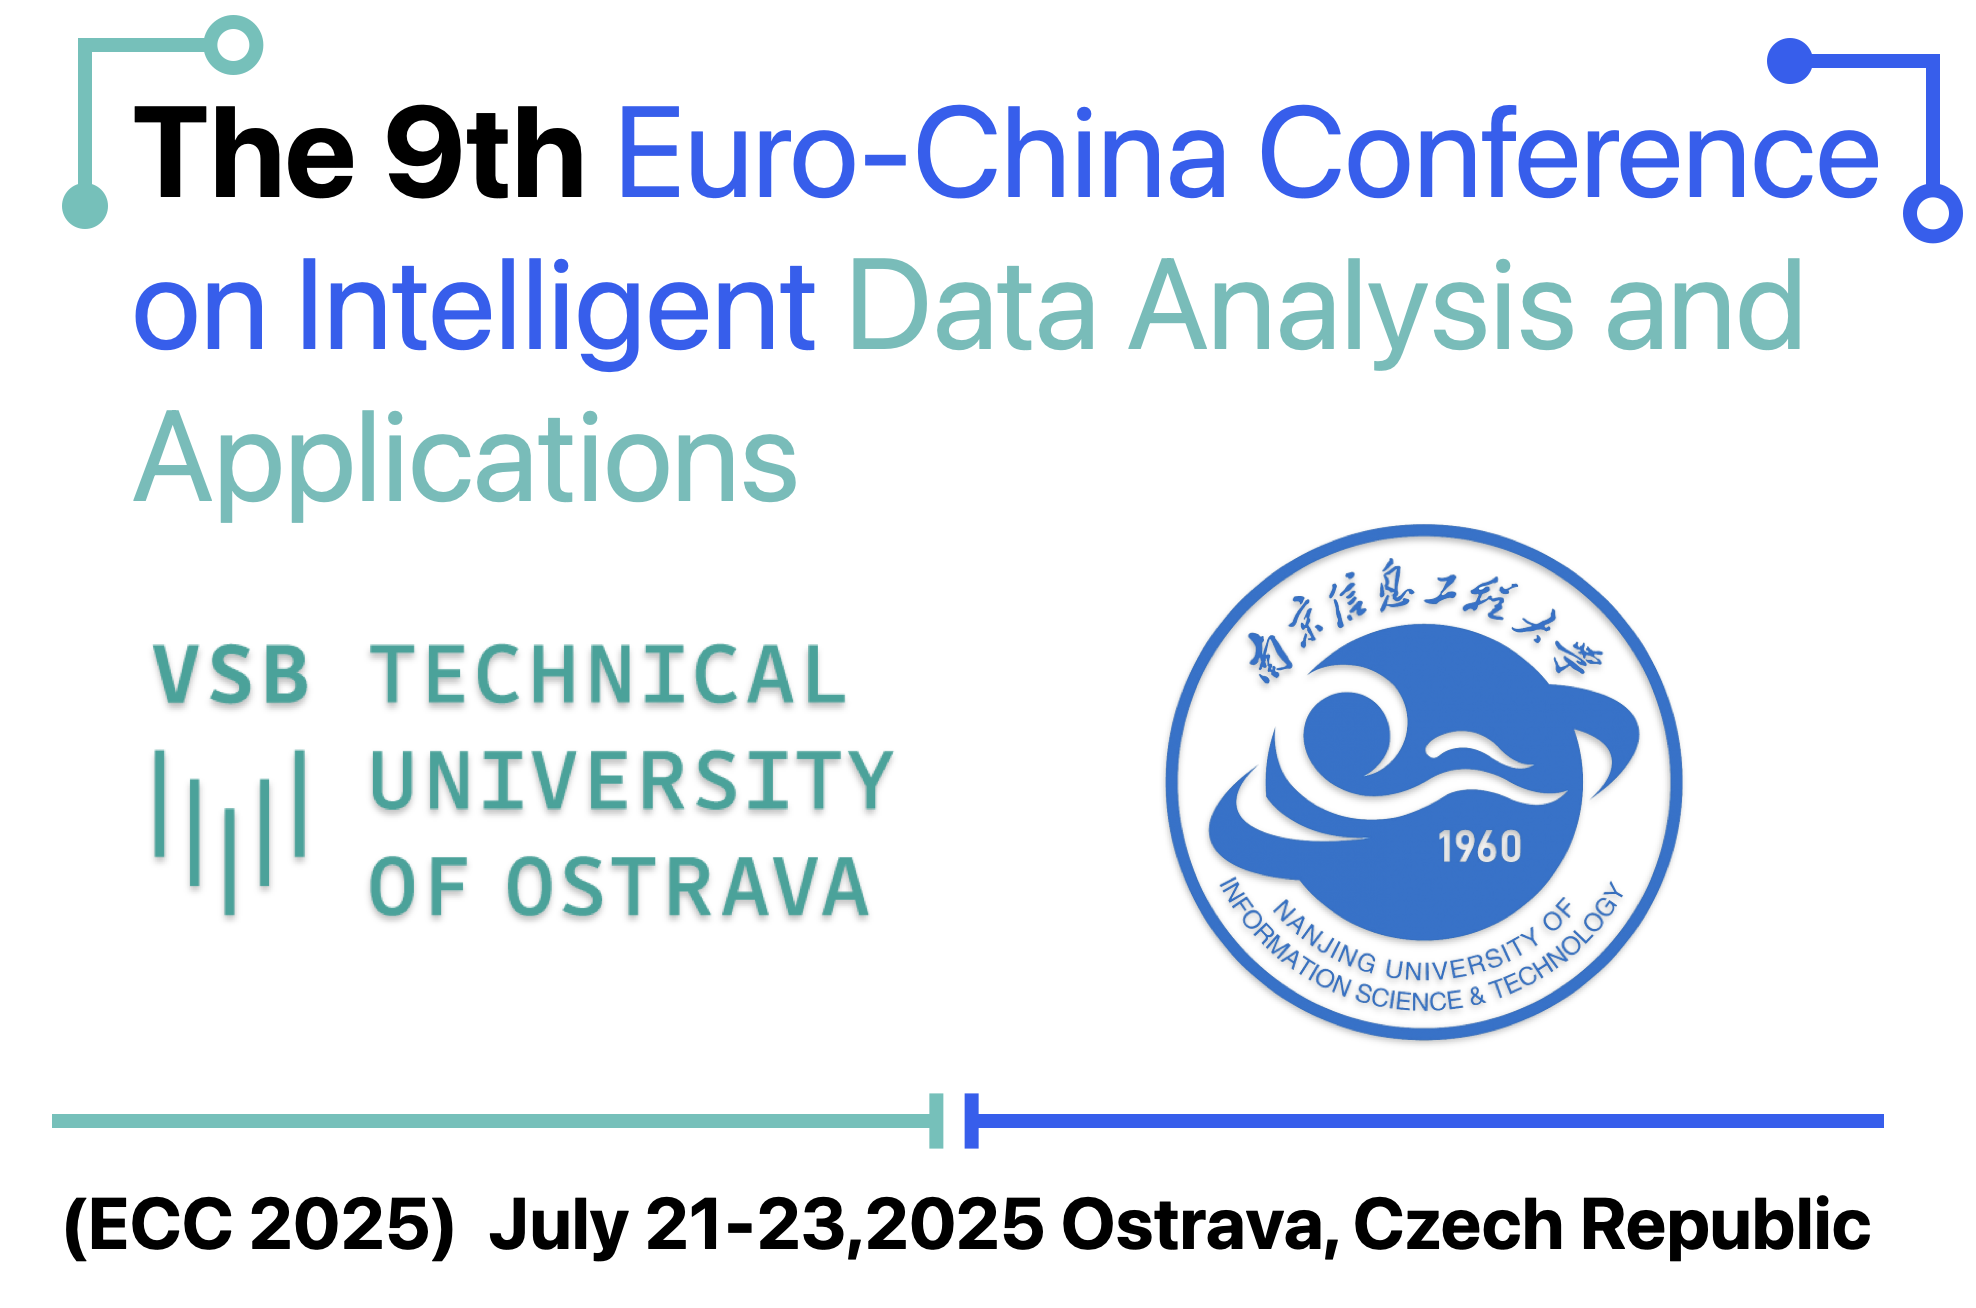 The 9th Euro-China Conference
on Intelligent Data Analysis and
Applications
VSB TECHNICAL
UNIVERSITY
OF OSTRAVA
南京信息工程大学
1960
NANJING UNIVERSITY OF
INFORMATION SCIENCE & TECHNOLOGY
(ECC 2025) July 21-23,2025 Ostrava, Czech Republic